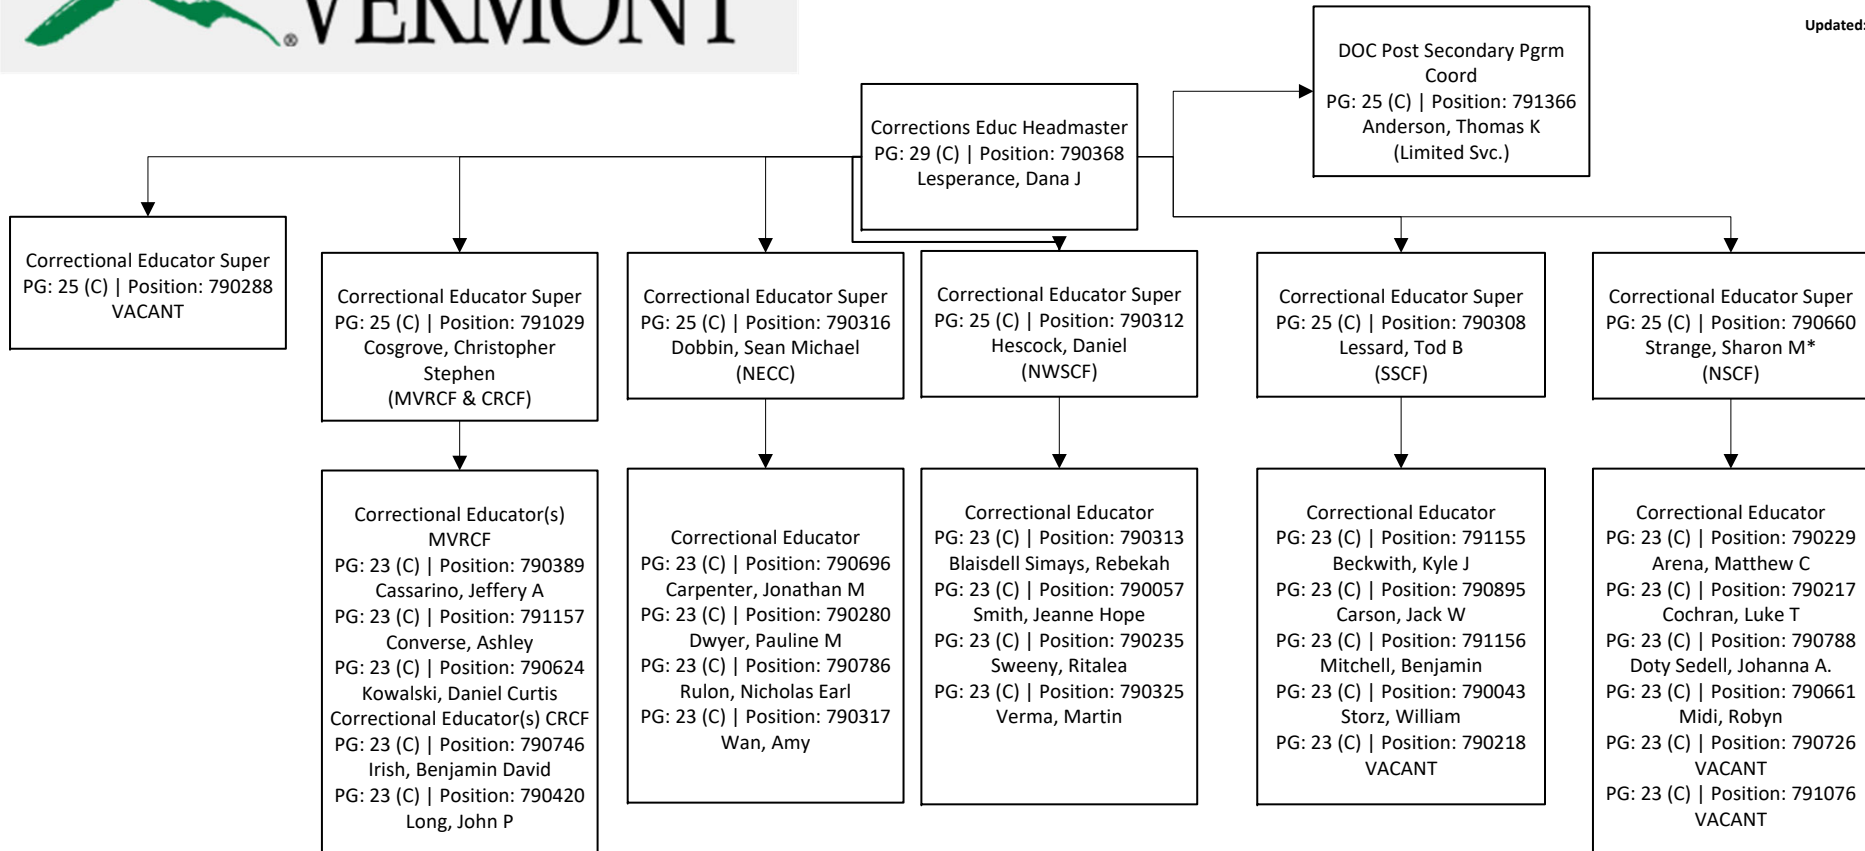 VERMONT
®
Updated:
DOC Post Secondary Pgrm
Coord
PG: 25 (C) | Position: 791366
Anderson, Thomas K
(Limited Svc.)
Corrections Educ Headmaster
PG: 29 (C) | Position: 790368
Lesperance, Dana J
Correctional Educator Super
PG: 25 (C) | Position: 790288
VACANT
Correctional Educator Super
PG: 25 (C) | Position: 791029
Cosgrove, Christopher
Stephen
(MVRCF & CRCF)
Correctional Educator Super
PG: 25 (C) | Position: 790316
Dobbin, Sean Michael
(NECC)
Correctional Educator Super
PG: 25 (C) | Position: 790312
Hescock, Daniel
(NWSCF)
Correctional Educator Super
PG: 25 (C) | Position: 790308
Lessard, Tod B
(SSCF)
Correctional Educator Super
PG: 25 (C) | Position: 790660
Strange, Sharon M*
(NSCF)
Correctional Educator(s)
MVRCF
PG: 23 (C) | Position: 790389
Cassarino, Jeffery A
PG: 23 (C) | Position: 791157
Converse, Ashley
PG: 23 (C) | Position: 790624
Kowalski, Daniel Curtis
Correctional Educator(s) CRCF
PG: 23 (C) | Position: 790746
Irish, Benjamin David
PG: 23 (C) | Position: 790420
Long, John P
Correctional Educator
PG: 23 (C) | Position: 790696
Carpenter, Jonathan M
PG: 23 (C) | Position: 790280
Dwyer, Pauline M
PG: 23 (C) | Position: 790786
Rulon, Nicholas Earl
PG: 23 (C) | Position: 790317
Wan, Amy
Correctional Educator
PG: 23 (C) | Position: 790313
Blaisdell Simays, Rebekah
PG: 23 (C) | Position: 790057
Smith, Jeanne Hope
PG: 23 (C) | Position: 790235
Sweeny, Ritalea
PG: 23 (C) | Position: 790325
Verma, Martin
Correctional Educator
PG: 23 (C) | Position: 791155
Beckwith, Kyle J
PG: 23 (C) | Position: 790895
Carson, Jack W
PG: 23 (C) | Position: 791156
Mitchell, Benjamin
PG: 23 (C) | Position: 790043
Storz, William
PG: 23 (C) | Position: 790218
VACANT
Correctional Educator
PG: 23 (C) | Position: 790229
Arena, Matthew C
PG: 23 (C) | Position: 790217
Cochran, Luke T
PG: 23 (C) | Position: 790788
Doty Sedell, Johanna A.
PG: 23 (C) | Position: 790661
Midi, Robyn
PG: 23 (C) | Position: 790726
VACANT
PG: 23 (C) | Position: 791076
VACANT